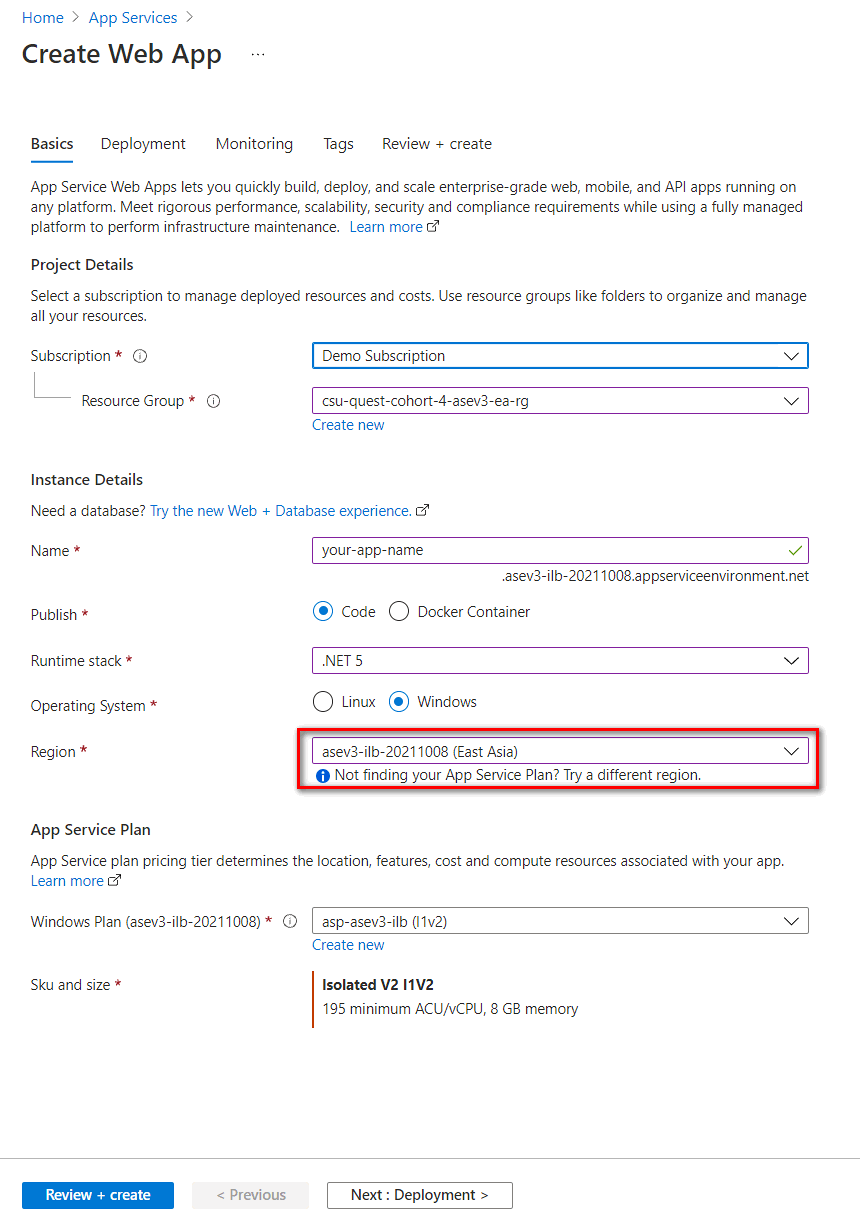 Home > App Services >
Create Web App ...
Basics Deployment Monitoring Tags Review + create
App Service Web Apps lets you quickly build, deploy, and scale enterprise-grade web, mobile, and API apps running on
any platform. Meet rigorous performance, scalability, security and compliance requirements while using a fully managed
platform to perform infrastructure maintenance. Learn more
Project Details
Select a subscription to manage deployed resources and costs. Use resource groups like folders to organize and manage
all your resources.
Subscription * Demo Subscription
Resource Group * csu-quest-cohort-4-asev3-ea-rg
Create new
Instance Details
Need a database? Try the new Web + Database experience.
Name * your-app-name
.asev3-ilb-20211008.appserviceenvironment.net
Publish * Code Docker Container
Runtime stack * .NET 5
Operating System * Linux Windows
Region * asev3-ilb-20211008 (East Asia)
Not finding your App Service Plan? Try a different region.
App Service Plan
App Service plan pricing tier determines the location, features, cost and compute resources associated with your app.
Learn more
Windows Plan (asev3-ilb-20211008) * asp-asev3-ilb (I1v2)
Create new
Sku and size * Isolated V2 I1V2
195 minimum ACU/vCPU, 8 GB memory
Review + create < Previous Next : Deployment >